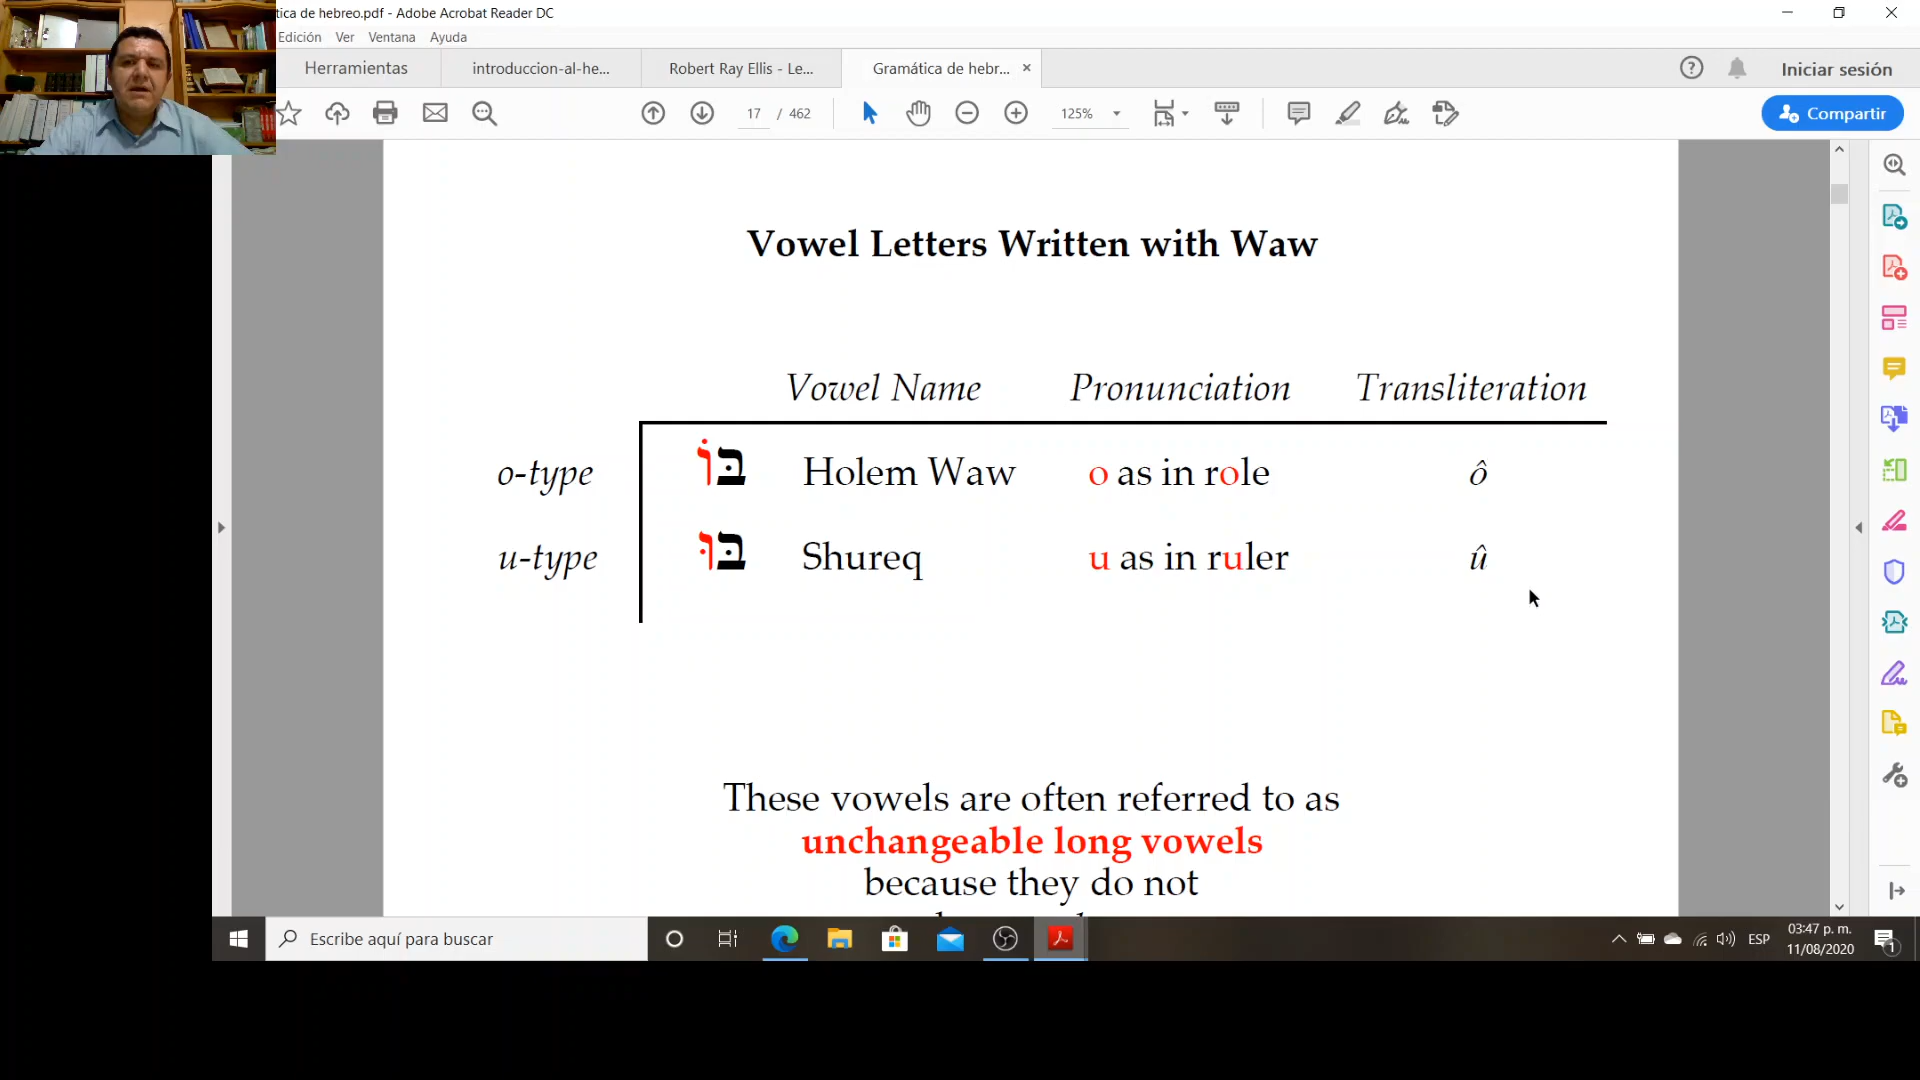 tica de hebreo.pdf - Adobe Acrobat Reader DC
Edición Ver Ventana Ayuda
Herramientas introduccion-al-he... Robert Ray Ellis - Le... Gramática de hebr... × Iniciar sesión
17 / 462 125% Compartir
Vowel Letters Written with Waw
Vowel Name Pronunciation Transliteration
o-type בּוֹ Holem Waw o as in role ô
u-type בּוּ Shureq u as in ruler û
These vowels are often referred to as
unchangeable long vowels
because they do not
Escribe aquí para buscar
ESP
03:47 p. m.
11/08/2020
1